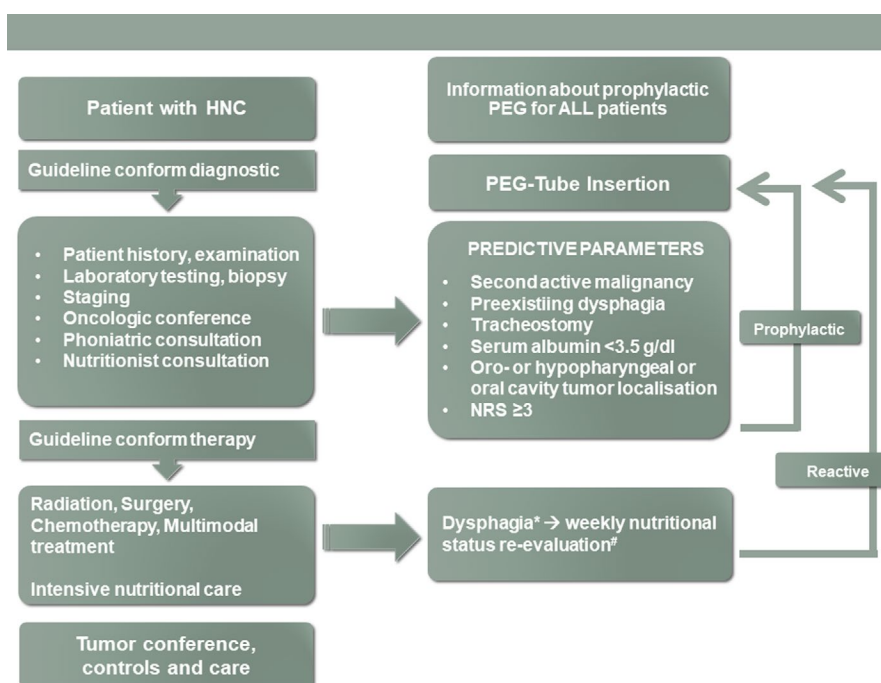 Patient with HNC
Guideline conform diagnostic
• Patient history, examination
• Laboratory testing, biopsy
• Staging
• Oncologic conference
• Phoniatric consultation
• Nutritionist consultation
Guideline conform therapy
Radiation, Surgery,
Chemotherapy, Multimodal
treatment
Intensive nutritional care
Tumor conference,
controls and care
Information about prophylactic
PEG for ALL patients
PEG-Tube Insertion
PREDICTIVE PARAMETERS
• Second active malignancy
• Preexistiing dysphagia
• Tracheostomy
• Serum albumin <3.5 g/dl
• Oro- or hypopharyngeal or
oral cavity tumor localisation
• NRS ≥3
Dysphagia* → weekly nutritional
status re-evaluation#
Prophylactic
Reactive